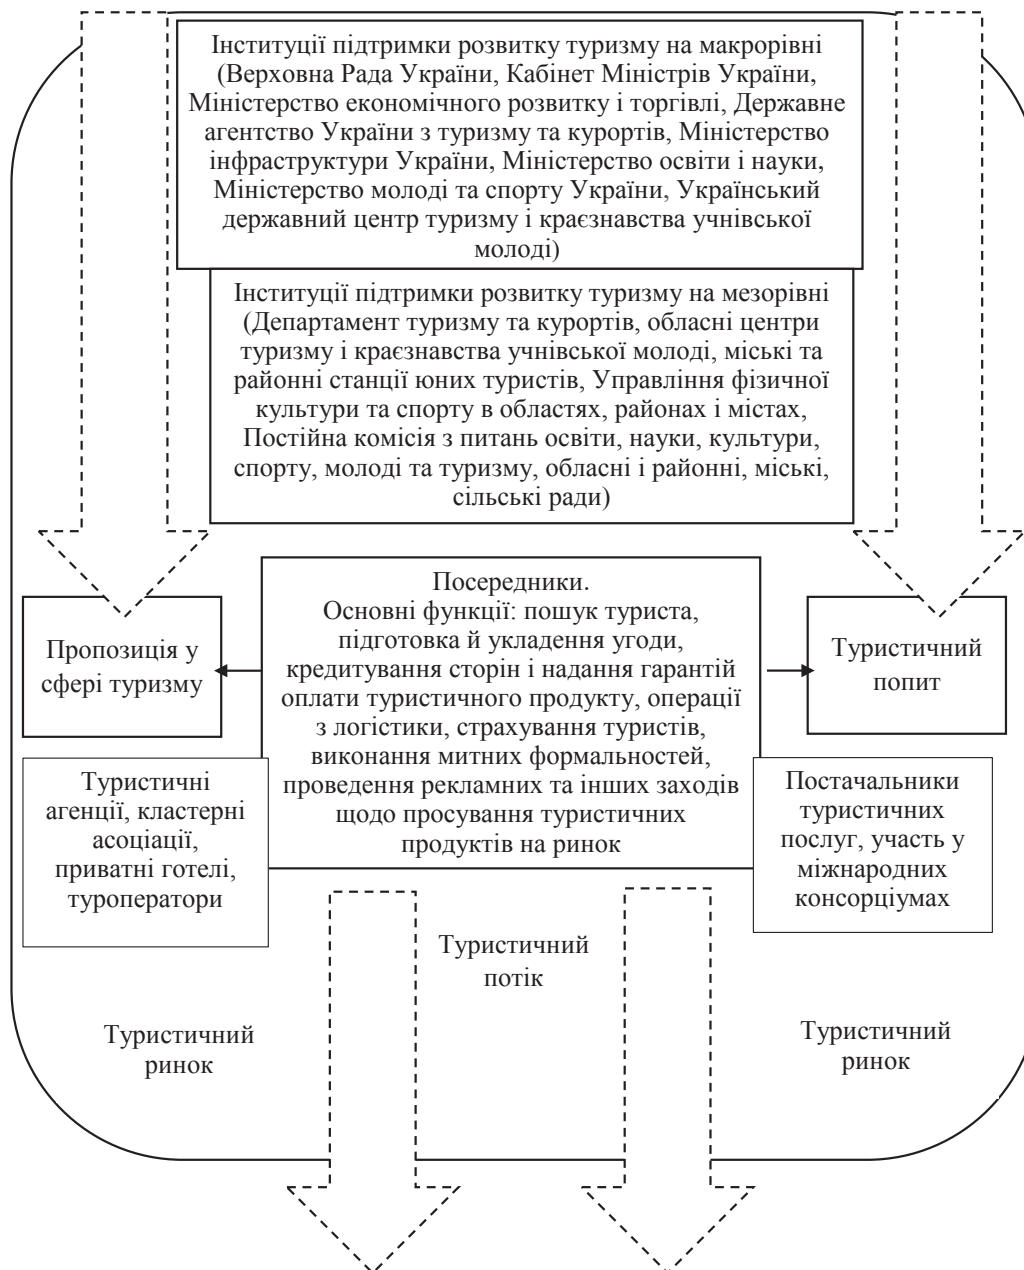 Інституції підтримки розвитку туризму на макрорівні
(Верховна Рада України, Кабінет Міністрів України,
Міністерство економічного розвитку і торгівлі, Державне
агентство України з туризму та курортів, Міністерство
інфраструктури України, Міністерство освіти і науки,
Міністерство молоді та спорту України, Український
державний центр туризму і краєзнавства учнівської
молоді)
Інституції підтримки розвитку туризму на мезорівні
(Департамент туризму та курортів, обласні центри
туризму і краєзнавства учнівської молоді, міські та
районні станції юних туристів, Управління фізичної
культури та спорту в областях, районах і містах,
Постійна комісія з питань освіти, науки, культури,
спорту, молоді та туризму, обласні і районні, міські,
сільські ради)
Пропозиція у
сфері туризму
Посередники.
Основні функції: пошук туриста,
підготовка й укладення угоди,
кредитування сторін і надання гарантій
оплати туристичного продукту, операції
з логістики, страхування туристів,
виконання митних формальностей,
проведення рекламних та інших заходів
щодо просування туристичних
продуктів на ринок
Туристичний
попит
Туристичні
агенції, кластерні
асоціації,
приватні готелі,
туроператори
Постачальники
туристичних
послуг, участь у
міжнародних
консорціумах
Туристичний
потік
Туристичний
ринок
Туристичний
ринок